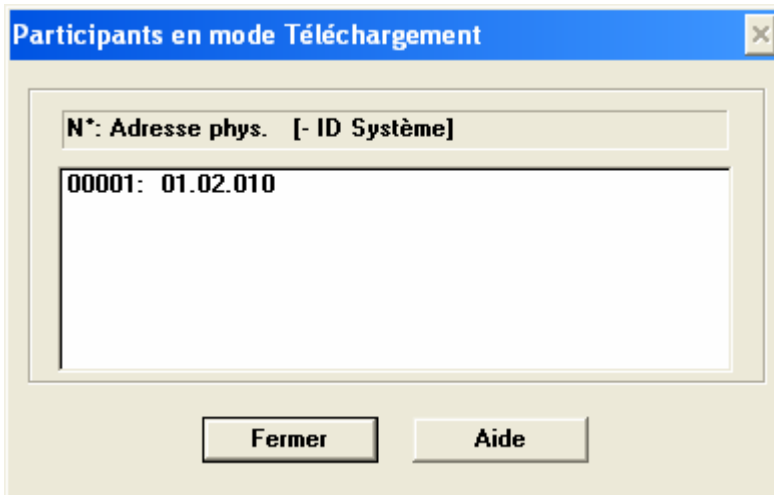 Participants en mode Téléchargement
N°: Adresse phys. [- ID Système]
00001: 01.02.010
Fermer
Aide